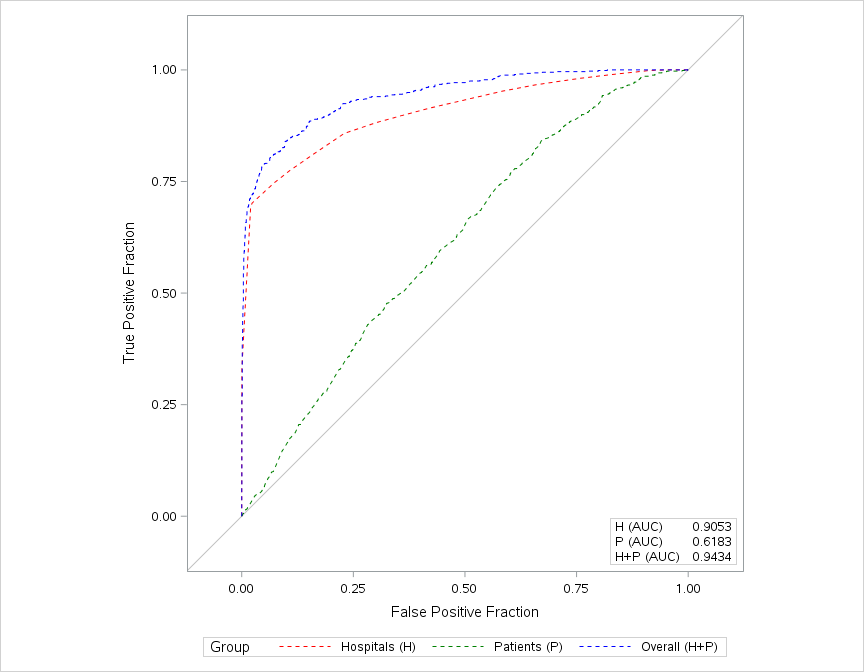 1.00
0.75
0.50
0.25
0.00
True Positive Fraction
H (AUC) 0.9053
P (AUC) 0.6183
H+P (AUC) 0.9434
0.00 0.25 0.50 0.75 1.00
False Positive Fraction
Group Hospitals (H) Patients (P) Overall (H+P)